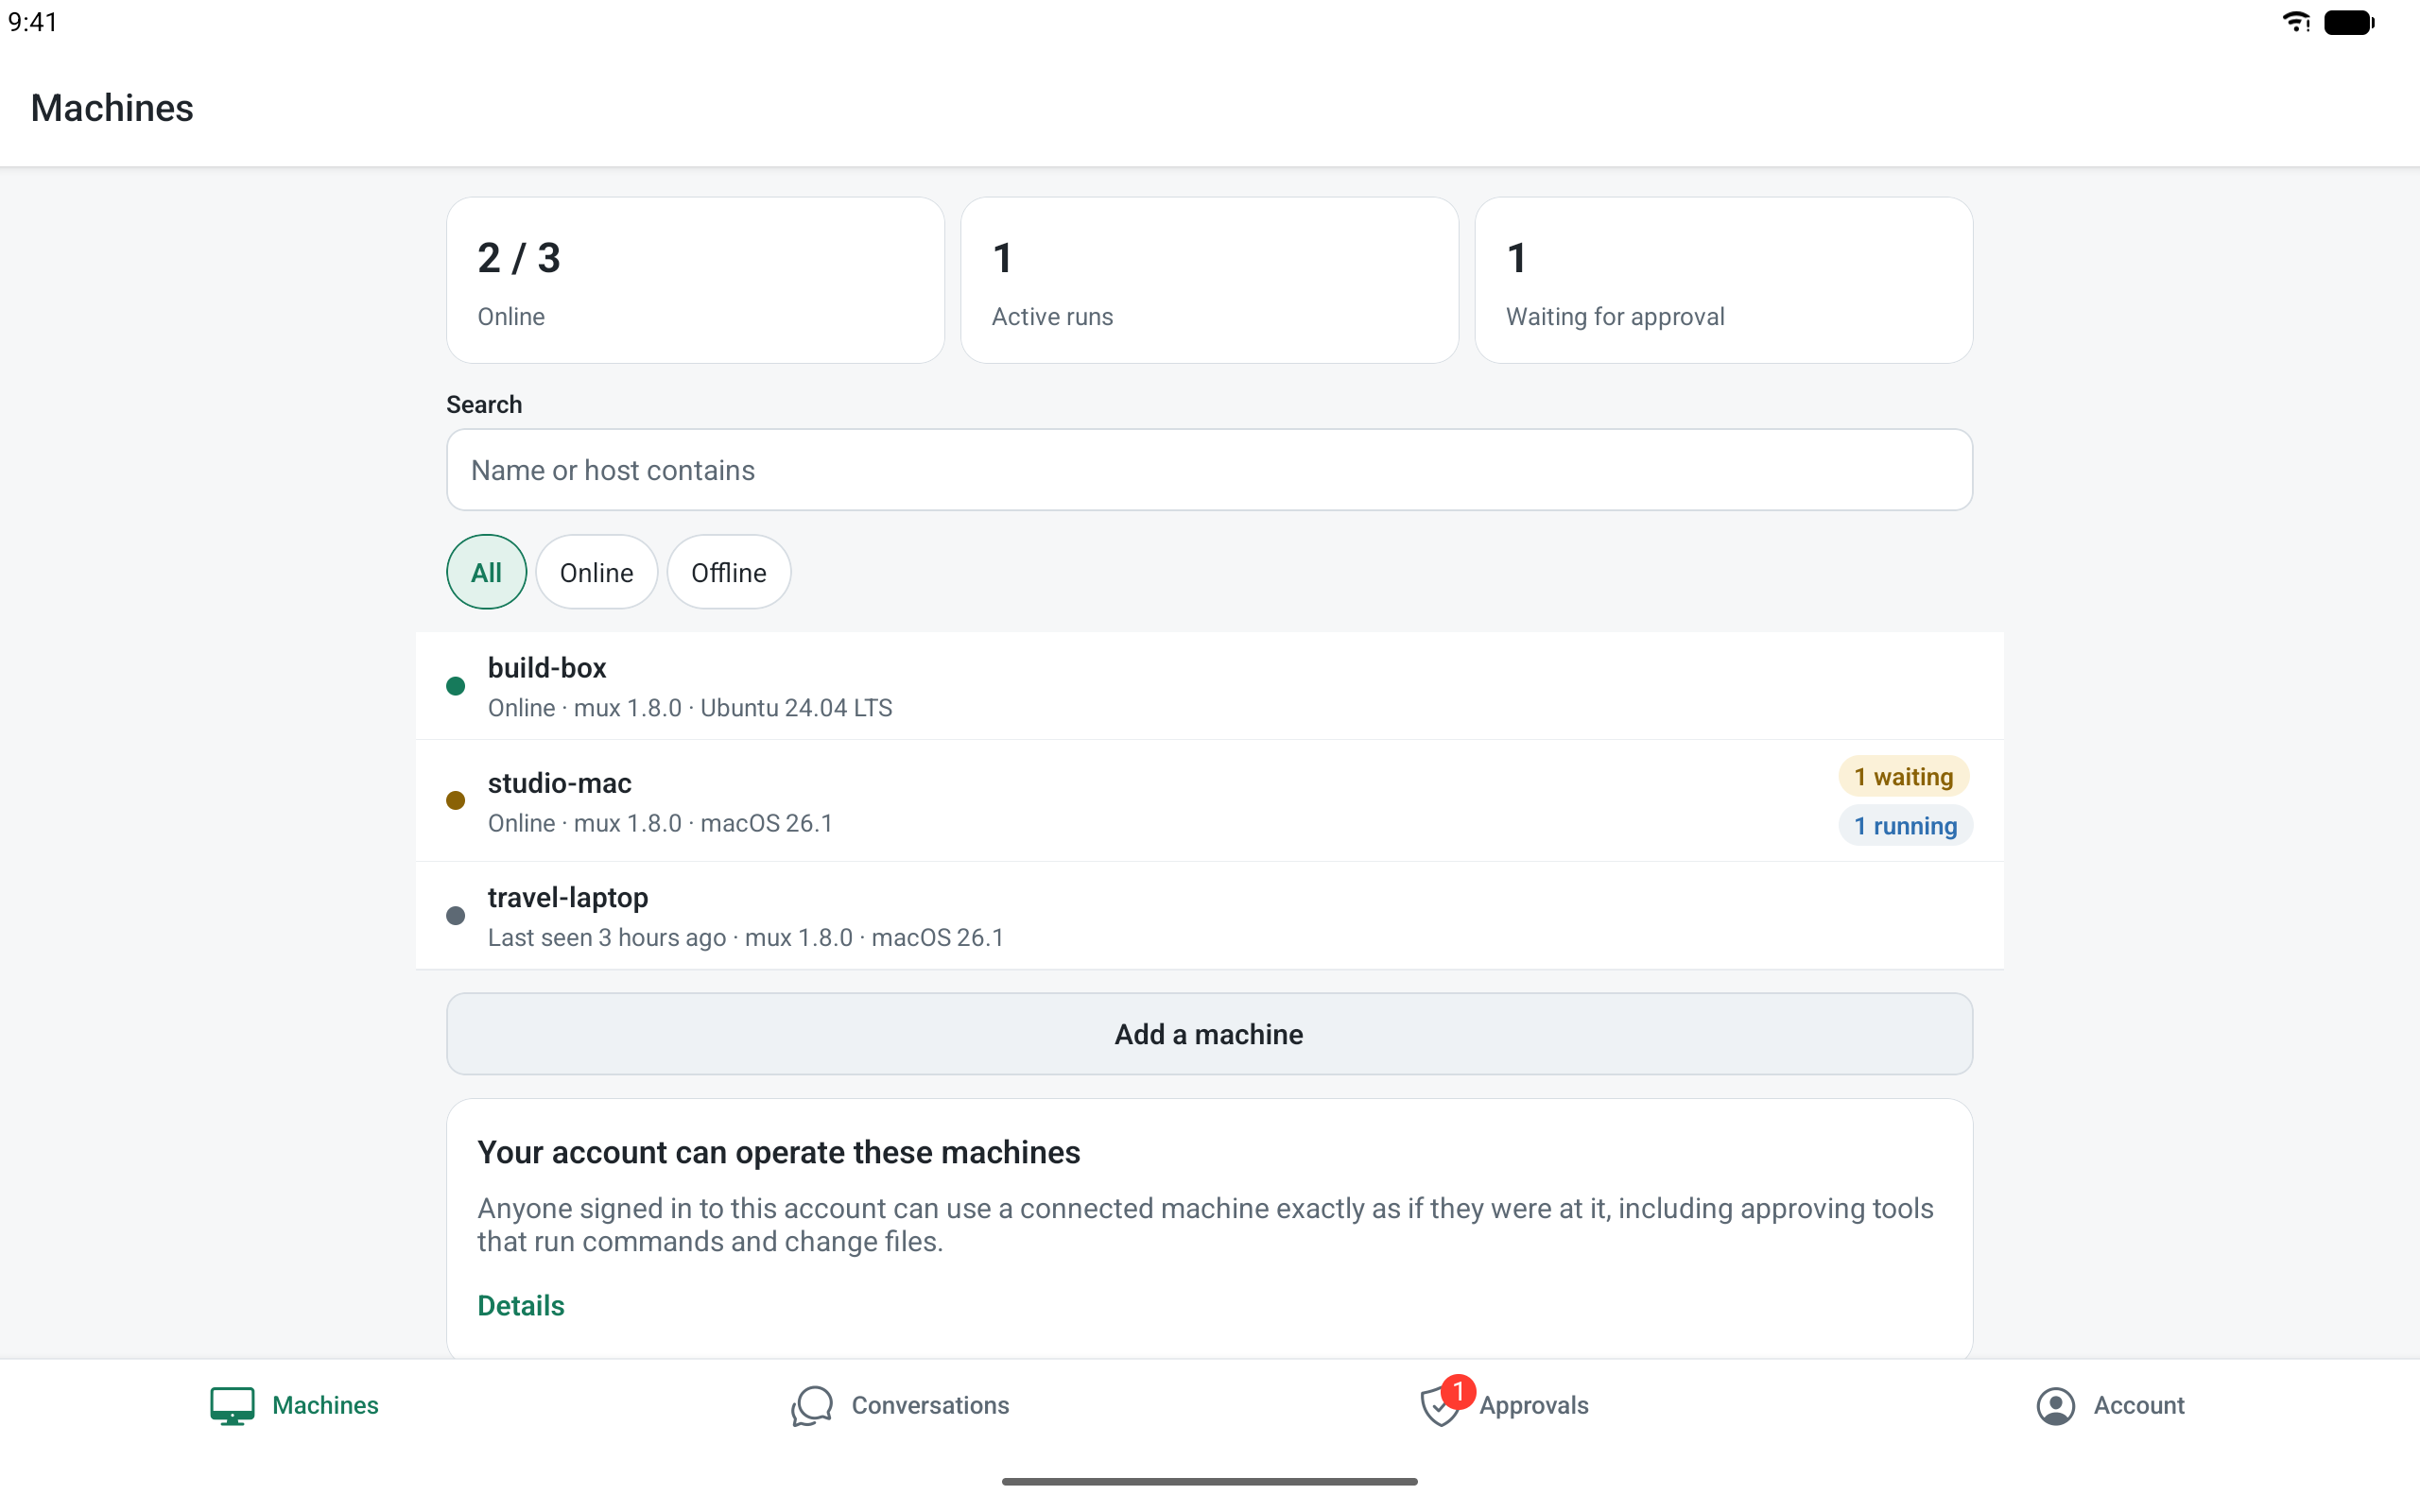 9:41
Machines
2 / 3
Online
1
Active runs
1
Waiting for approval
Search
Name or host contains
All
Online
Offline
build-box
Online · mux 1.8.0 · Ubuntu 24.04 LTS
studio-mac
Online · mux 1.8.0 · macOS 26.1
1 waiting
1 running
travel-laptop
Last seen 3 hours ago · mux 1.8.0 · macOS 26.1
Add a machine
Your account can operate these machines
Anyone signed in to this account can use a connected machine exactly as if they were at it, including approving tools
that run commands and change files.
Details
Machines
Conversations
1
Approvals
Account